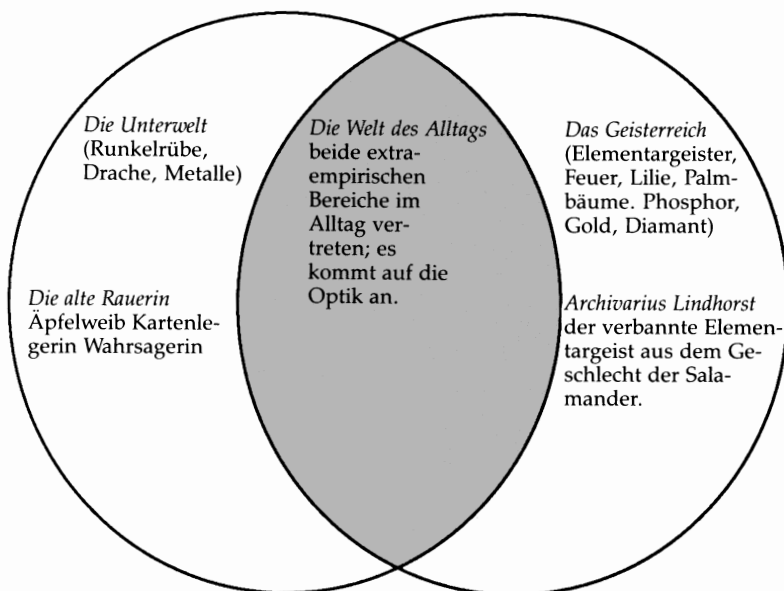 Die Unterwelt
(Runkelrübe,
Drache, Metalle)
Die alte Rauerin
Äpfelweib Kartenle-
gerin Wahrsagerin
Die Welt des Alltags
beide extra-
empirischen
Bereiche im
Alltag ver-
treten; es
kommt auf die
Optik an.
Das Geisterreich
(Elementargeister,
Feuer, Lilie, Palm-
bäume. Phosphor,
Gold, Diamant)
Archivarius Lindhorst
der verbannte Elemen-
targeist aus dem Ge-
schlecht der Sala-
mander.